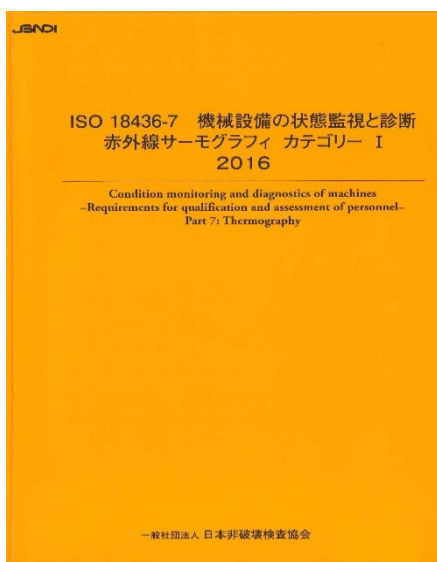 JSNDI
ISO 18436-7 機械設備の状態監視と診断
赤外線サーモグラフィ カテゴリー Ⅰ
2016
Condition monitoring and diagnostics of machines
–Requirements for qualification and assessment of personnel–
Part 7: Thermography
一般社団法人 日本非破壊検査協会